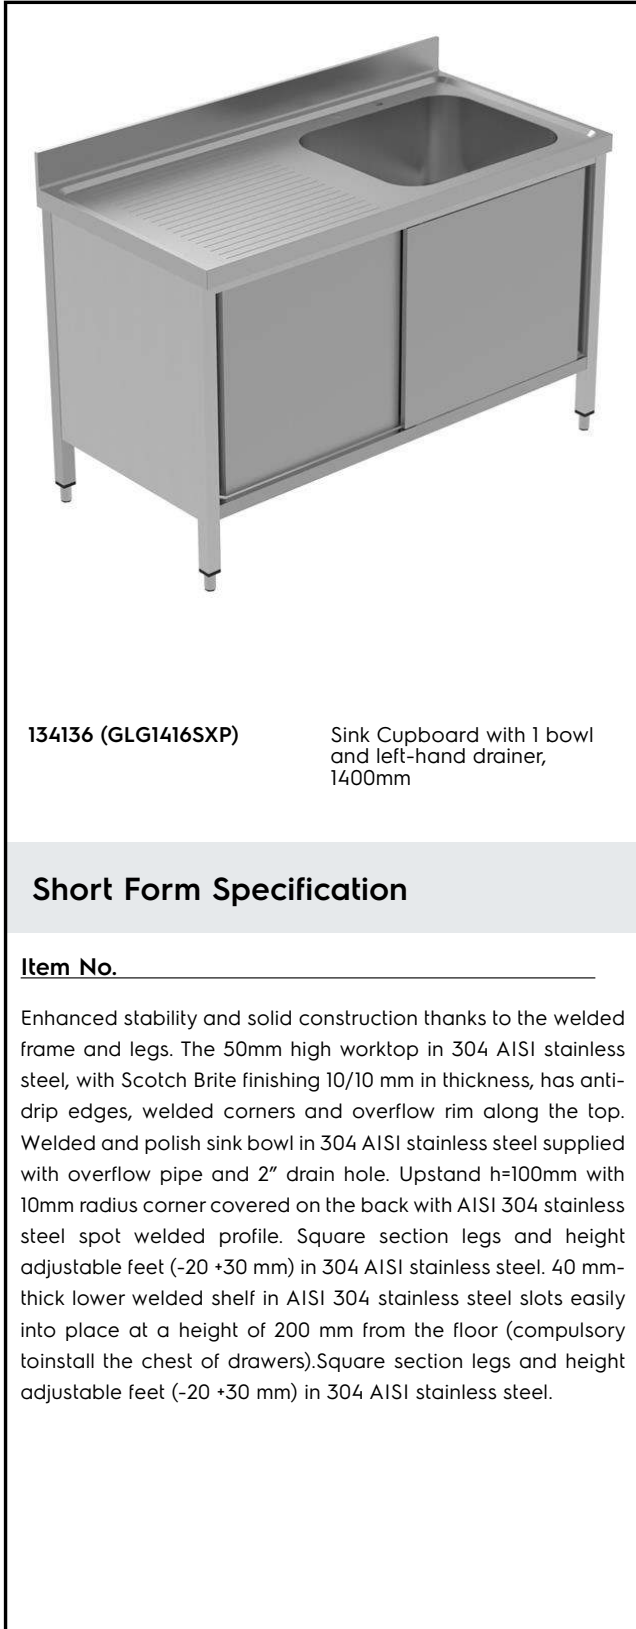 134136 (GLG1416SXP)
Sink Cupboard with 1 bowl
and left-hand drainer,
1400mm
Short Form Specification
Item No.
Enhanced stability and solid construction thanks to the welded
frame and legs. The 50mm high worktop in 304 AISI stainless
steel, with Scotch Brite finishing 10/10 mm in thickness, has anti-
drip edges, welded corners and overflow rim along the top.
Welded and polish sink bowl in 304 AISI stainless steel supplied
with overflow pipe and 2” drain hole. Upstand h=100mm with
10mm radius corner covered on the back with AISI 304 stainless
steel spot welded profile. Square section legs and height
adjustable feet (-20 +30 mm) in 304 AISI stainless steel. 40 mm-
thick lower welded shelf in AISI 304 stainless steel slots easily
into place at a height of 200 mm from the floor (compulsory
toinstall the chest of drawers).Square section legs and height
adjustable feet (-20 +30 mm) in 304 AISI stainless steel.